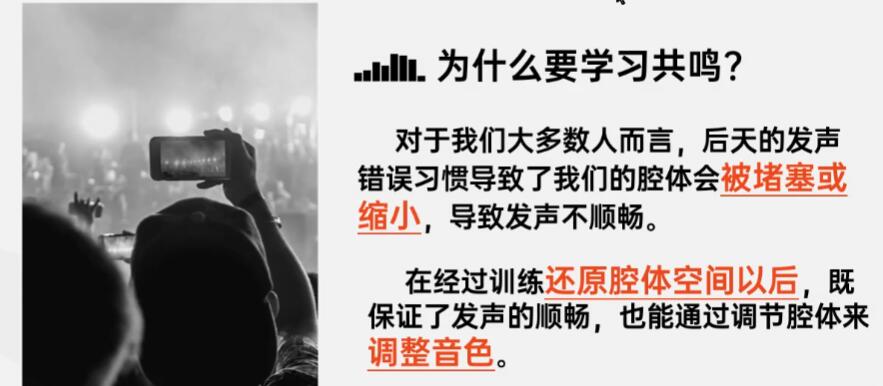 为什么要学习共鸣？
对于我们大多数人而言，后天的发声
错误习惯导致了我们的腔体会被堵塞或
缩小，导致发声不顺畅。
在经过训练还原腔体空间以后，既
保证了发声的顺畅，也能通过调节腔体来
调整音色。